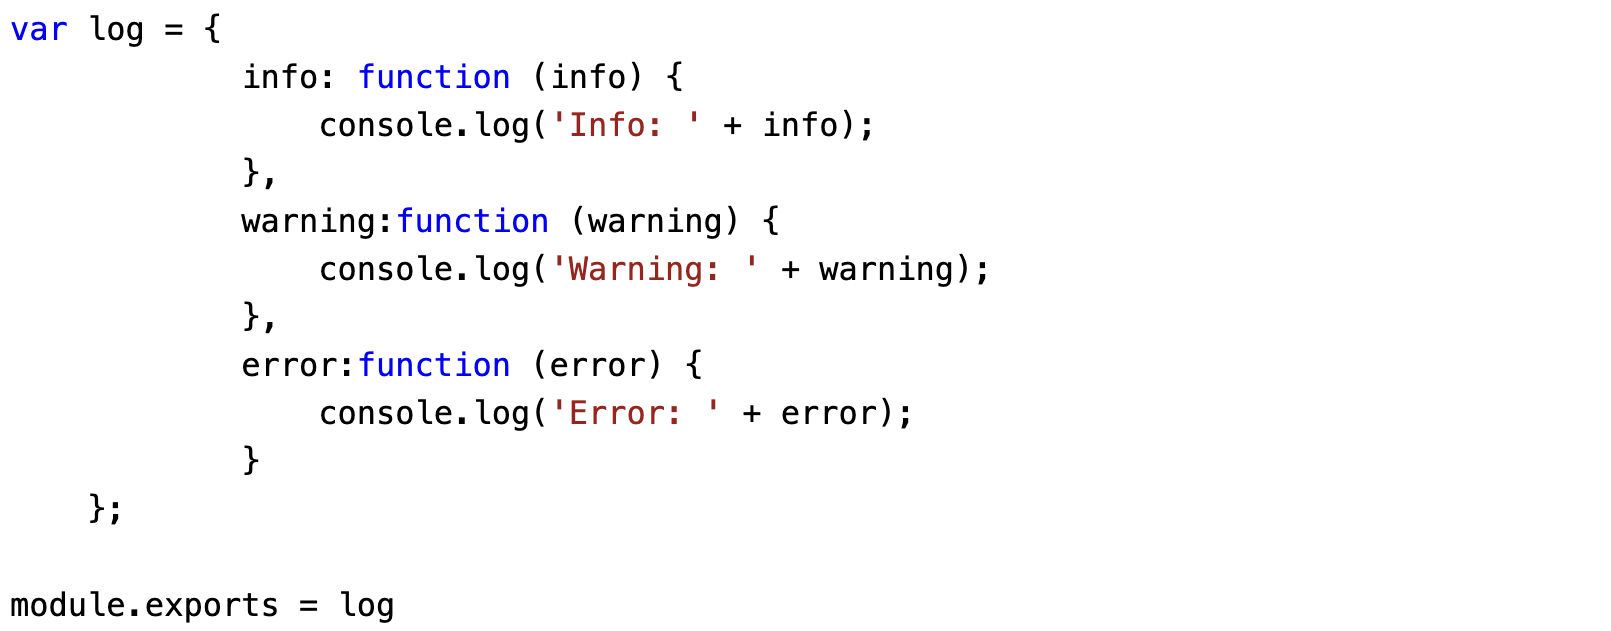 var log = {
            info: function (info) {
                console.log('Info: ' + info);
            },
            warning:function (warning) {
                console.log('Warning: ' + warning);
            },
            error:function (error) {
                console.log('Error: ' + error);
            }
    };

module.exports = log